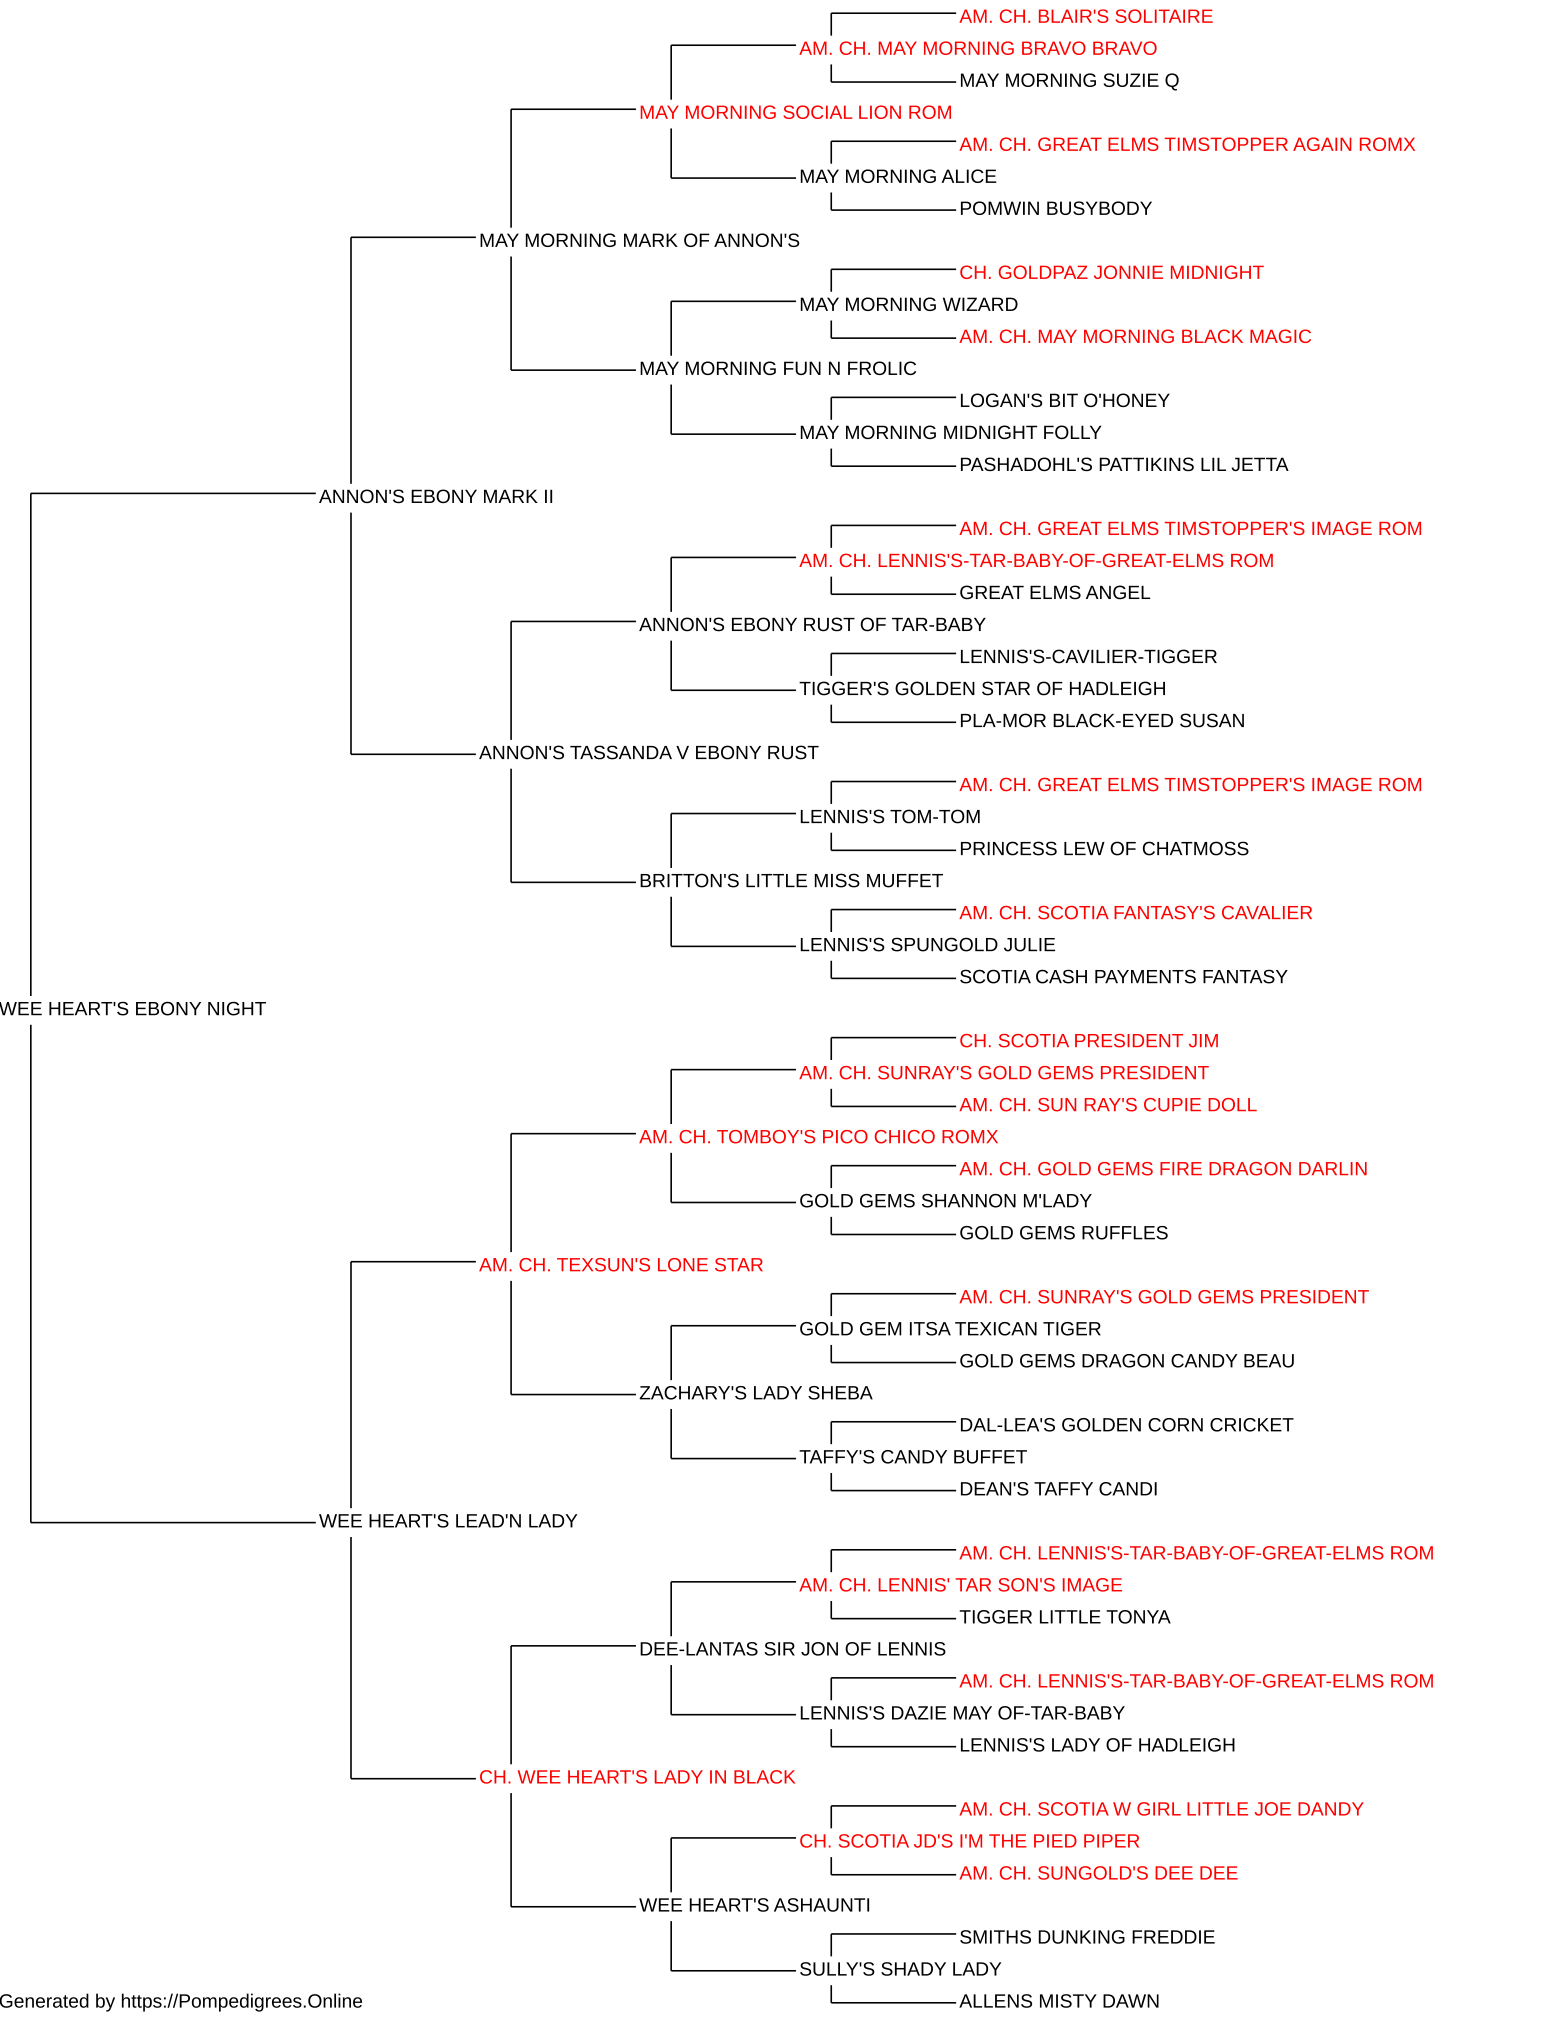 AM. CH. BLAIR'S SOLITAIRE
AM. CH. MAY MORNING BRAVO BRAVO
MAY MORNING SUZIE Q
MAY MORNING SOCIAL LION ROM
AM. CH. GREAT ELMS TIMSTOPPER AGAIN ROMX
MAY MORNING ALICE
POMWIN BUSYBODY
MAY MORNING MARK OF ANNON'S
CH. GOLDPAZ JONNIE MIDNIGHT
MAY MORNING WIZARD
AM. CH. MAY MORNING BLACK MAGIC
MAY MORNING FUN N FROLIC
LOGAN'S BIT O'HONEY
MAY MORNING MIDNIGHT FOLLY
PASHADOHL'S PATTIKINS LIL JETTA
ANNON'S EBONY MARK II
AM. CH. GREAT ELMS TIMSTOPPER'S IMAGE ROM
AM. CH. LENNIS'S-TAR-BABY-OF-GREAT-ELMS ROM
GREAT ELMS ANGEL
ANNON'S EBONY RUST OF TAR-BABY
LENNIS'S-CAVILIER-TIGGER
TIGGER'S GOLDEN STAR OF HADLEIGH
PLA-MOR BLACK-EYED SUSAN
ANNON'S TASSANDA V EBONY RUST
AM. CH. GREAT ELMS TIMSTOPPER'S IMAGE ROM
LENNIS'S TOM-TOM
PRINCESS LEW OF CHATMOSS
BRITTON'S LITTLE MISS MUFFET
AM. CH. SCOTIA FANTASY'S CAVALIER
LENNIS'S SPUNGOLD JULIE
SCOTIA CASH PAYMENTS FANTASY
WEE HEART'S EBONY NIGHT
CH. SCOTIA PRESIDENT JIM
AM. CH. SUNRAY'S GOLD GEMS PRESIDENT
AM. CH. SUN RAY'S CUPIE DOLL
AM. CH. TOMBOY'S PICO CHICO ROMX
AM. CH. GOLD GEMS FIRE DRAGON DARLIN
GOLD GEMS SHANNON M'LADY
GOLD GEMS RUFFLES
AM. CH. TEXSUN'S LONE STAR
AM. CH. SUNRAY'S GOLD GEMS PRESIDENT
GOLD GEM ITSA TEXICAN TIGER
GOLD GEMS DRAGON CANDY BEAU
ZACHARY'S LADY SHEBA
DAL-LEA'S GOLDEN CORN CRICKET
TAFFY'S CANDY BUFFET
DEAN'S TAFFY CANDI
WEE HEART'S LEAD'N LADY
AM. CH. LENNIS'S-TAR-BABY-OF-GREAT-ELMS ROM
AM. CH. LENNIS' TAR SON'S IMAGE
TIGGER LITTLE TONYA
DEE-LANTAS SIR JON OF LENNIS
AM. CH. LENNIS'S-TAR-BABY-OF-GREAT-ELMS ROM
LENNIS'S DAZIE MAY OF-TAR-BABY
LENNIS'S LADY OF HADLEIGH
CH. WEE HEART'S LADY IN BLACK
AM. CH. SCOTIA W GIRL LITTLE JOE DANDY
CH. SCOTIA JD'S I'M THE PIED PIPER
AM. CH. SUNGOLD'S DEE DEE
WEE HEART'S ASHAUNTI
SMITHS DUNKING FREDDIE
SULLY'S SHADY LADY
ALLENS MISTY DAWN
Generated by https://Pompedigrees.Online